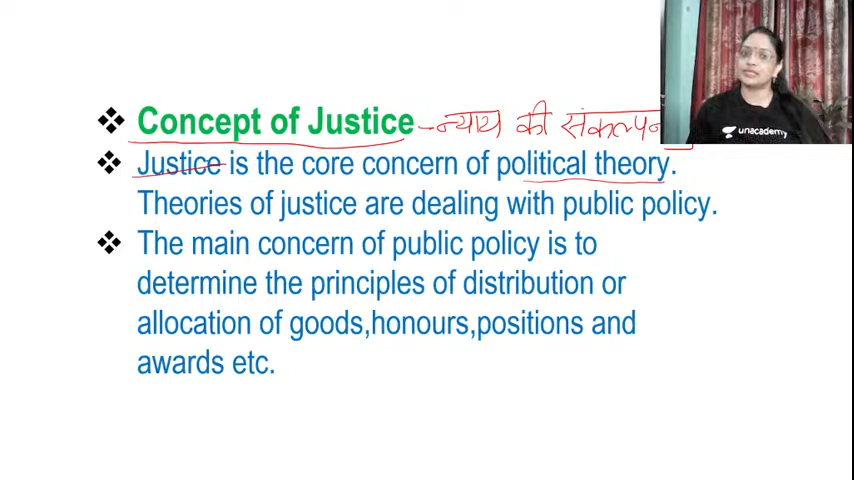 ❖ Concept of Justice - न्याय की संकल्पन
❖ Justice is the core concern of political theory.
Theories of justice are dealing with public policy.
❖ The main concern of public policy is to
determine the principles of distribution or
allocation of goods,honours,positions and
awards etc.
unacademy